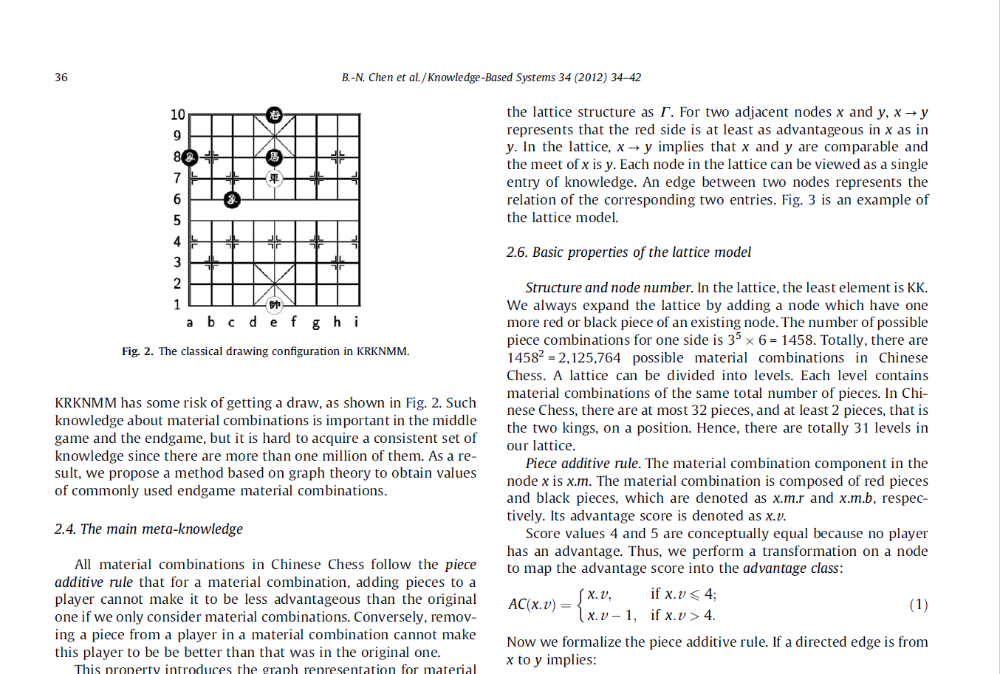 36
B.-N. Chen et al. / Knowledge-Based Systems 34 (2012) 34–42
10
將
9
8
象
馬
7
車
6
象
5
4
3
2
1
帥
a b c d e f g h i
Fig. 2. The classical drawing configuration in KRKNMM.
KRKNMM has some risk of getting a draw, as shown in Fig. 2. Such
knowledge about material combinations is important in the middle
game and the endgame, but it is hard to acquire a consistent set of
knowledge since there are more than one million of them. As a re-
sult, we propose a method based on graph theory to obtain values
of commonly used endgame material combinations.
2.4. The main meta-knowledge
All material combinations in Chinese Chess follow the piece
additive rule that for a material combination, adding pieces to a
player cannot make it to be less advantageous than the original
one if we only consider material combinations. Conversely, remov-
ing a piece from a player in a material combination cannot make
this player to be be better than that was in the original one.
This property introduces the graph representation for material
the lattice structure as Γ. For two adjacent nodes x and y, x → y
represents that the red side is at least as advantageous in x as in
y. In the lattice, x → y implies that x and y are comparable and
the meet of x is y. Each node in the lattice can be viewed as a single
entry of knowledge. An edge between two nodes represents the
relation of the corresponding two entries. Fig. 3 is an example of
the lattice model.
2.6. Basic properties of the lattice model
Structure and node number. In the lattice, the least element is KK.
We always expand the lattice by adding a node which have one
more red or black piece of an existing node. The number of possible
piece combinations for one side is 3⁵ × 6 = 1458. Totally, there are
1458² = 2,125,764 possible material combinations in Chinese
Chess. A lattice can be divided into levels. Each level contains
material combinations of the same total number of pieces. In Chi-
nese Chess, there are at most 32 pieces, and at least 2 pieces, that is
the two kings, on a position. Hence, there are totally 31 levels in
our lattice.
Piece additive rule. The material combination component in the
node x is x.m. The material combination is composed of red pieces
and black pieces, which are denoted as x.m.r and x.m.b, respec-
tively. Its advantage score is denoted as x.v.
Score values 4 and 5 are conceptually equal because no player
has an advantage. Thus, we perform a transformation on a node
to map the advantage score into the advantage class:
AC(x.v) = { x.v, if x.v ⩽ 4;
x.v − 1, if x.v > 4. (1)
Now we formalize the piece additive rule. If a directed edge is from
x to y implies: